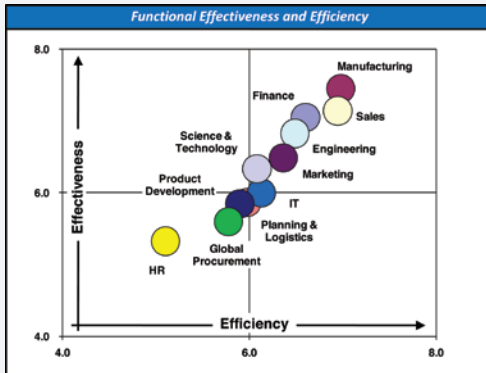 Functional Effectiveness and Efficiency
8.0
Manufacturing
Finance
Sales
Science &
Technology
Engineering
Marketing
Product
Development
Effectiveness
6.0
IT
Planning &
Logistics
Global
Procurement
HR
Efficiency
4.0
4.0
6.0
8.0